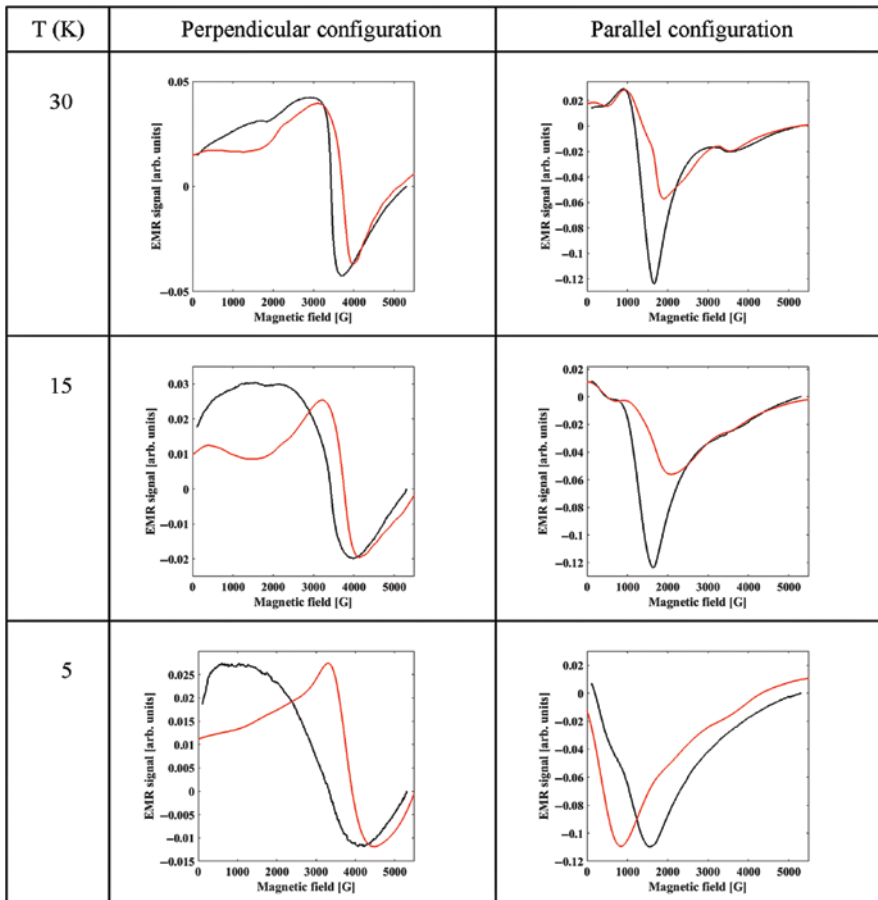 T (K) Perpendicular configuration Parallel configuration
30
0.05
0
−0.05
EMR signal [arb. units]
0 1000 2000 3000 4000 5000
Magnetic field [G]
0.02
0
−0.02
−0.04
−0.06
−0.08
−0.1
−0.12
EMR signal [arb. units]
0 1000 2000 3000 4000 5000
Magnetic field [G]
15
0.03
0.02
0.01
0
−0.01
−0.02
EMR signal [arb. units]
0 1000 2000 3000 4000 5000
Magnetic field [G]
0.02
0
−0.02
−0.04
−0.06
−0.08
−0.1
−0.12
EMR signal [arb. units]
0 1000 2000 3000 4000 5000
Magnetic field [G]
5
0.025
0.02
0.015
0.01
0.005
0
−0.005
−0.01
−0.015
EMR signal [arb. units]
0 1000 2000 3000 4000 5000
Magnetic field [G]
0.02
0
−0.02
−0.04
−0.06
−0.08
−0.1
−0.12
EMR signal [arb. units]
0 1000 2000 3000 4000 5000
Magnetic field [G]